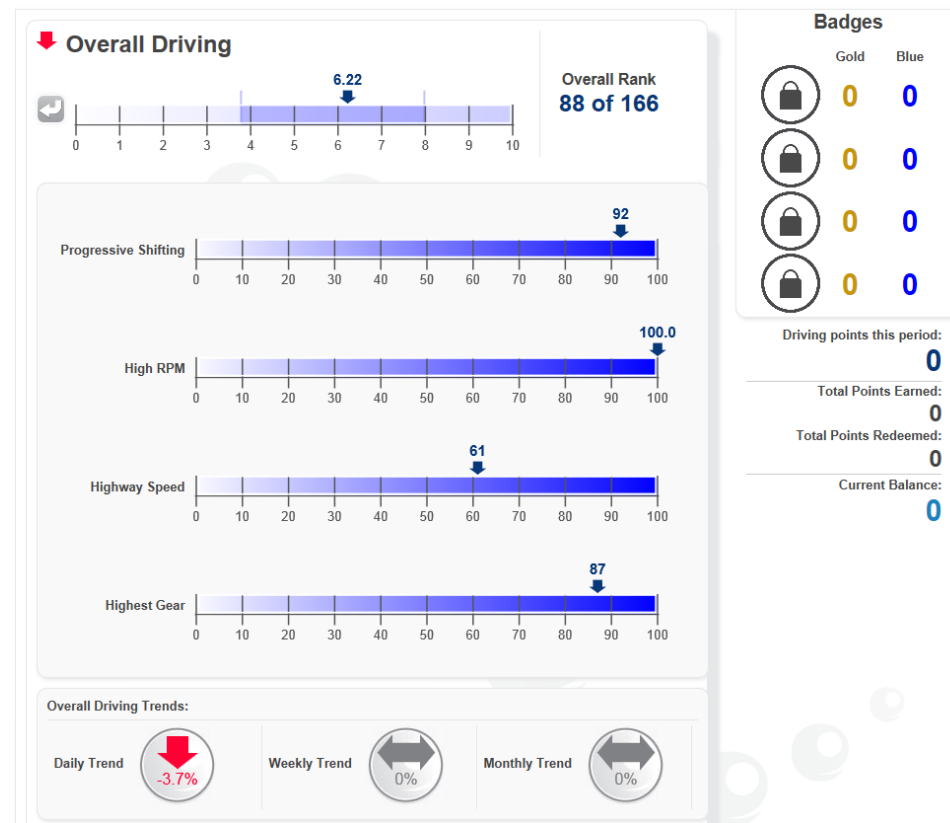 Overall Driving
6.22
0 1 2 3 4 5 6 7 8 9 10
Overall Rank
88 of 166
Progressive Shifting
92
0 10 20 30 40 50 60 70 80 90 100
High RPM
100.0
0 10 20 30 40 50 60 70 80 90 100
Highway Speed
61
0 10 20 30 40 50 60 70 80 90 100
Highest Gear
87
0 10 20 30 40 50 60 70 80 90 100
Overall Driving Trends:
Daily Trend
-3.7%
Weekly Trend
0%
Monthly Trend
0%
Badges
Gold Blue
0 0
0 0
0 0
0 0
Driving points this period:
0
Total Points Earned:
0
Total Points Redeemed:
0
Current Balance:
0